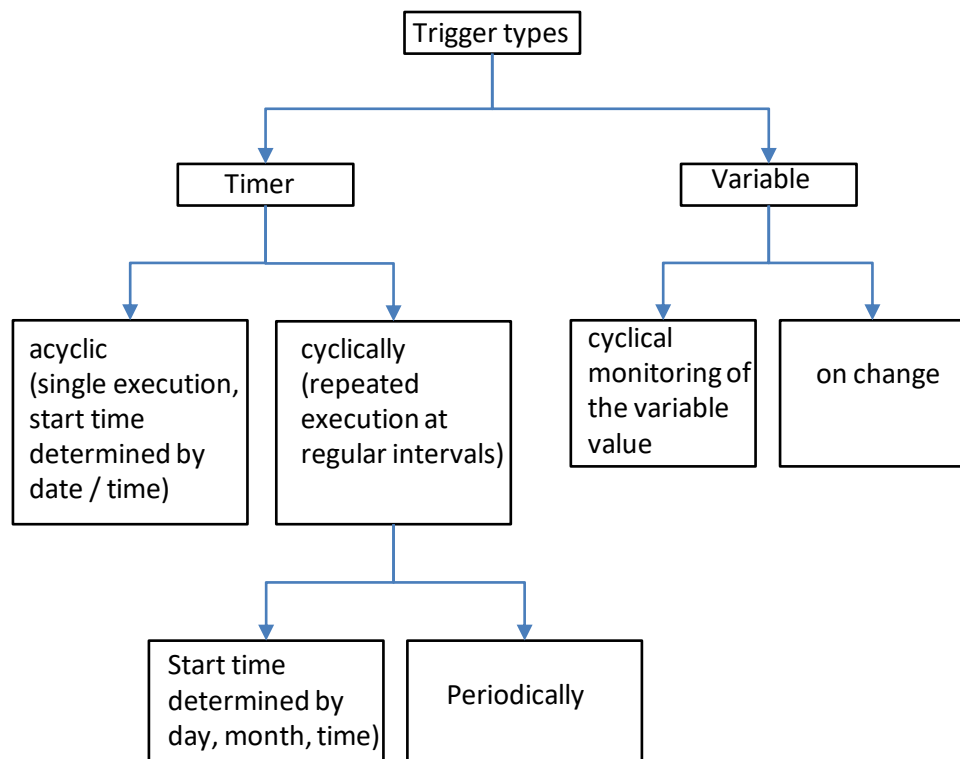 Trigger types
Timer
Variable
acyclic
(single execution,
start time
determined by
date / time)
cyclically
(repeated
execution at
regular intervals)
cyclical
monitoring of
the variable
value
on change
Start time
determined by
day, month, time)
Periodically